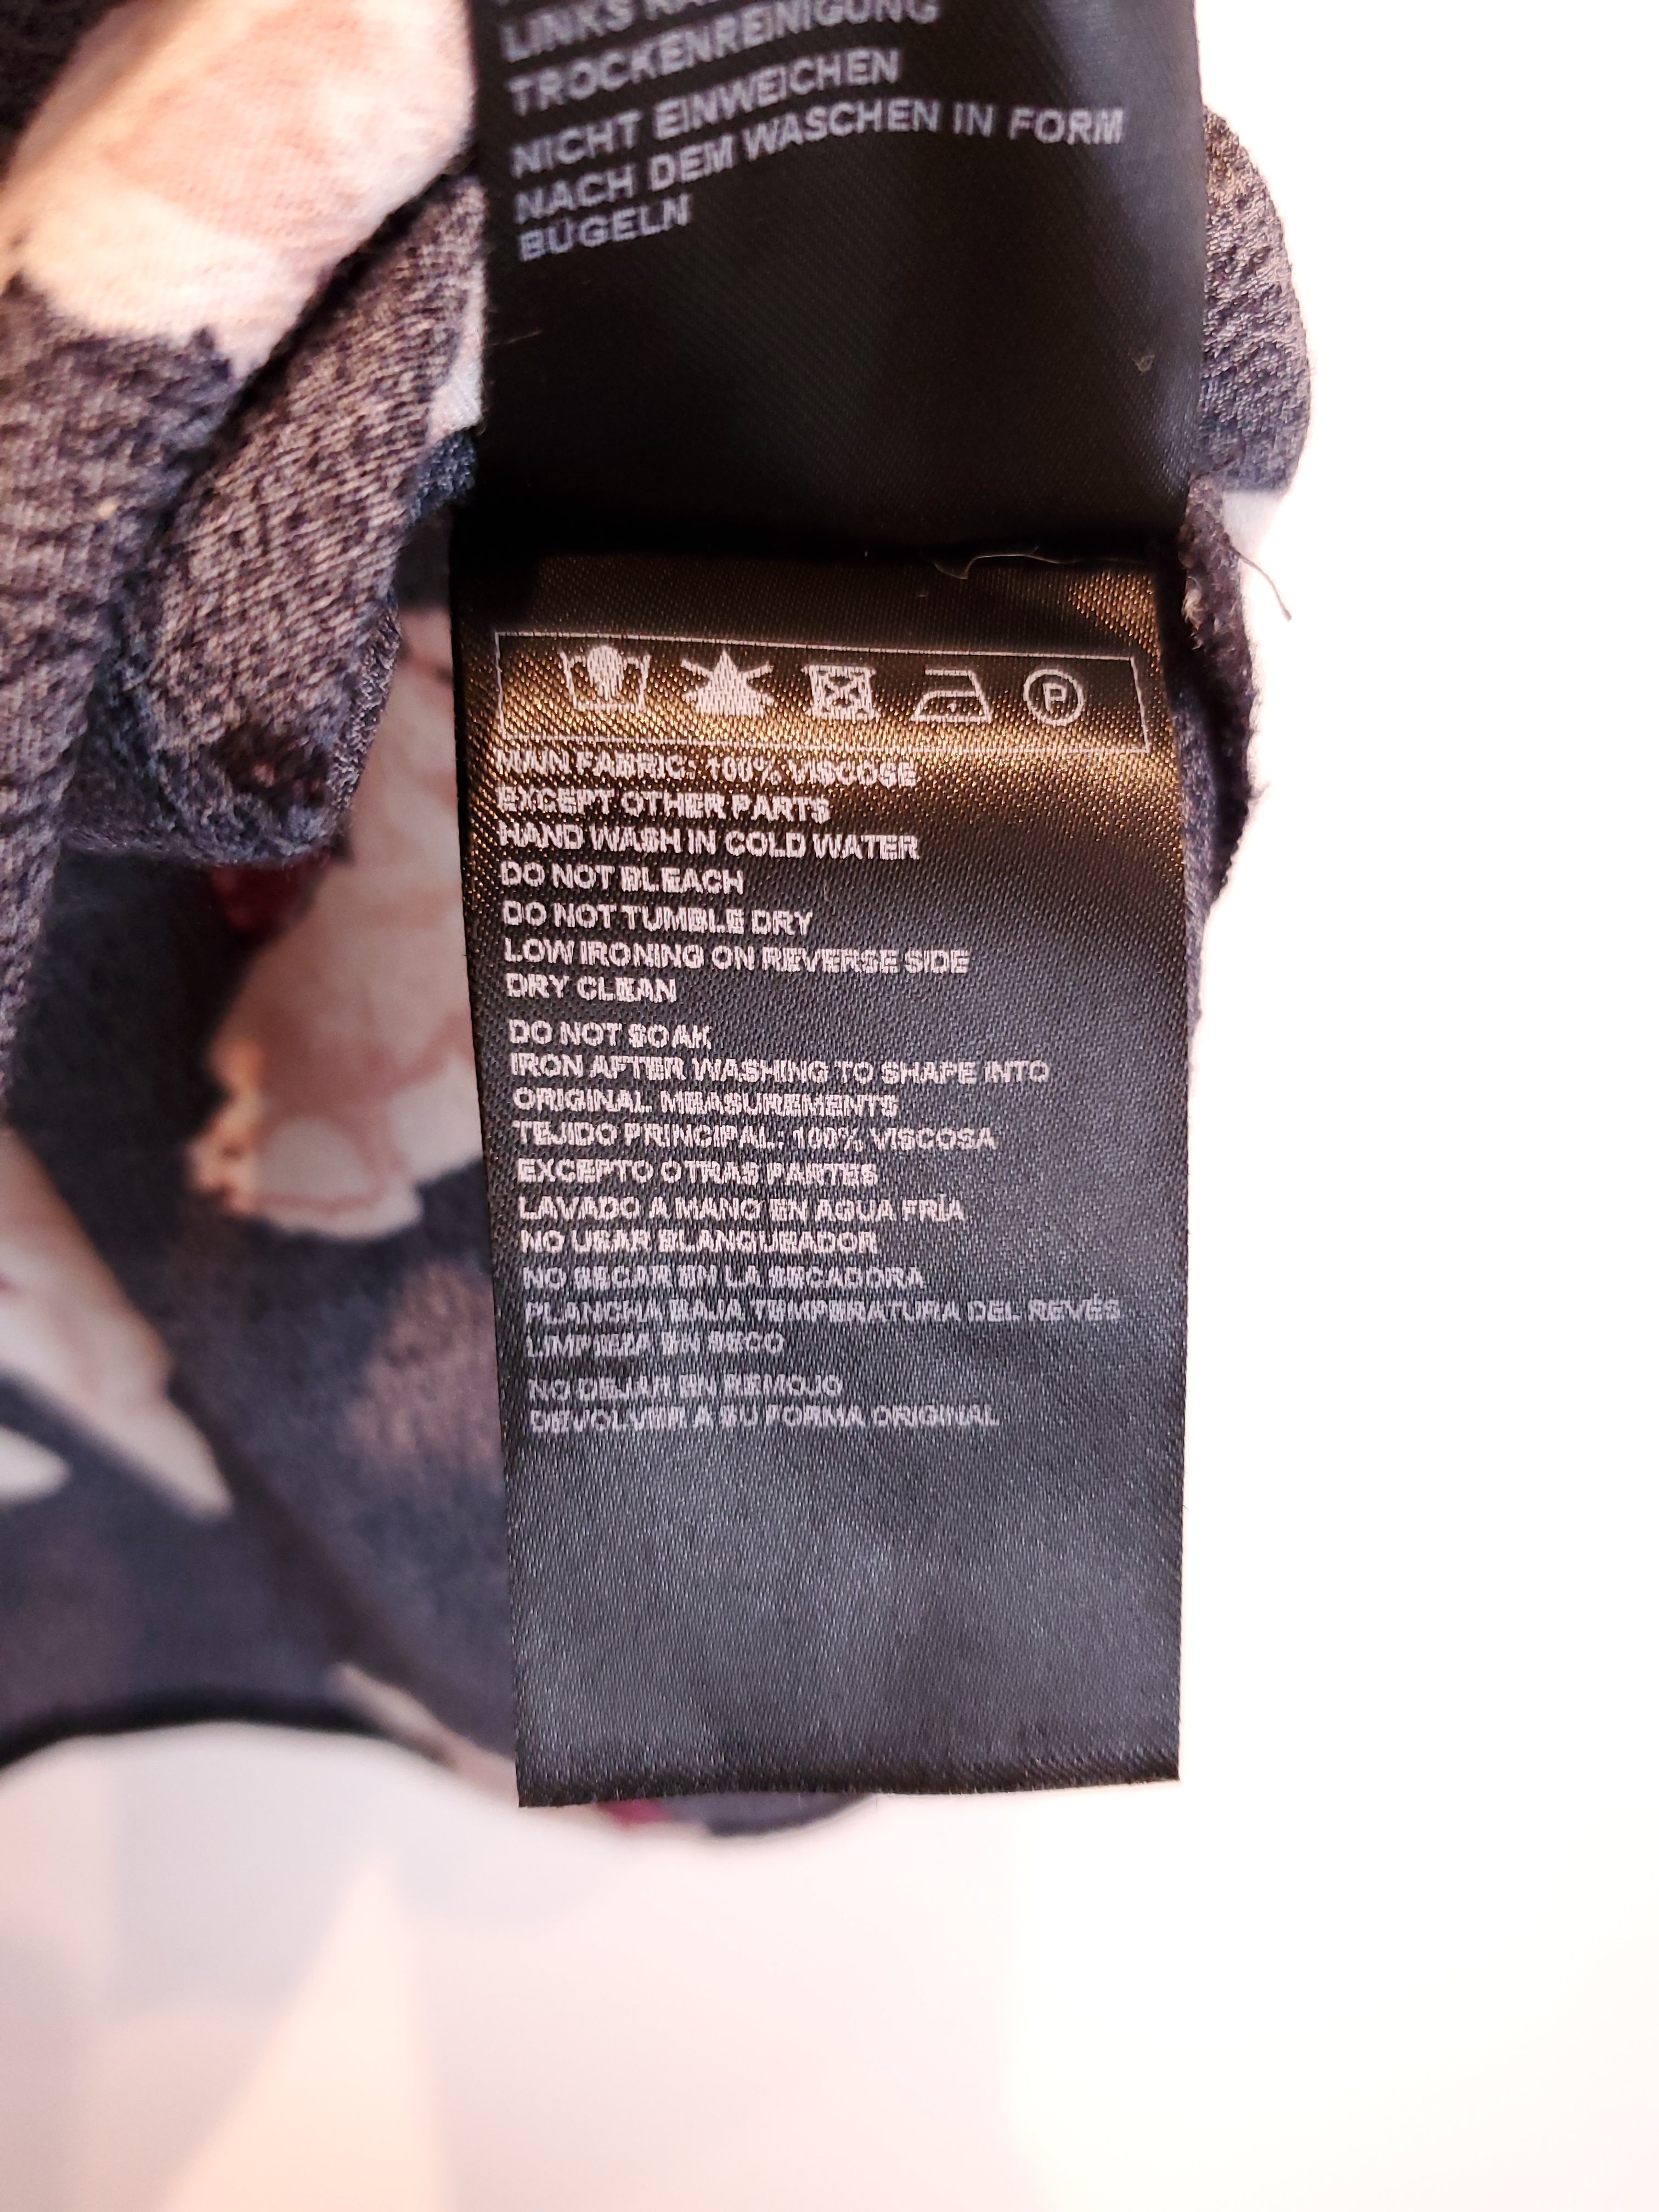 LINKS
TROCKENREINIGUNG
NICHT EINWEICHEN
NACH DEM WASCHEN IN FORM
BÜGELN
P
MAIN FABRIC: 100% VISCOSE
EXCEPT OTHER PARTS
HAND WASH IN COLD WATER
DO NOT BLEACH
DO NOT TUMBLE DRY
LOW IRONING ON REVERSE SIDE
DRY CLEAN
DO NOT SOAK
IRON AFTER WASHING TO SHAPE INTO
ORIGINAL MEASUREMENTS
TEJIDO PRINCIPAL: 100% VISCOSA
EXCEPTO OTRAS PARTES
LAVADO A MANO EN AGUA FRÍA
NO USAR BLANQUEADOR
NO SECAR EN LA SECADORA
PLANCHA BAJA TEMPERATURA DEL REVÉS
LIMPIEZA EN SECO
NO DEJAR EN REMOJO
DEVOLVER A SU FORMA ORIGINAL